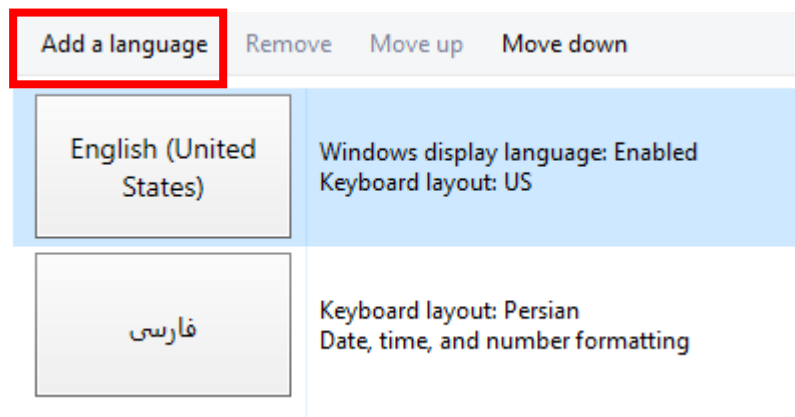 Add a language Remove Move up Move down
English (United
States)
Windows display language: Enabled
Keyboard layout: US
فارسی
Keyboard layout: Persian
Date, time, and number formatting